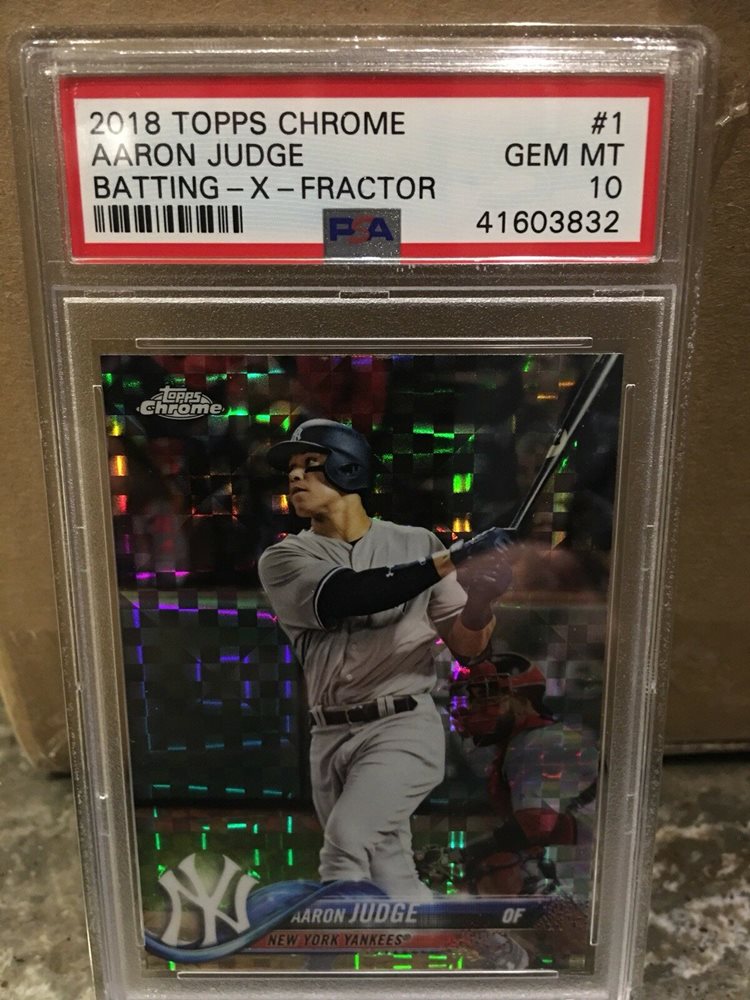 2018 TOPPS CHROME #1
AARON JUDGE GEM MT
BATTING – X – FRACTOR 10
PSA 41603832
Topps
Chrome
NY
AARON JUDGE OF
NEW YORK YANKEES®